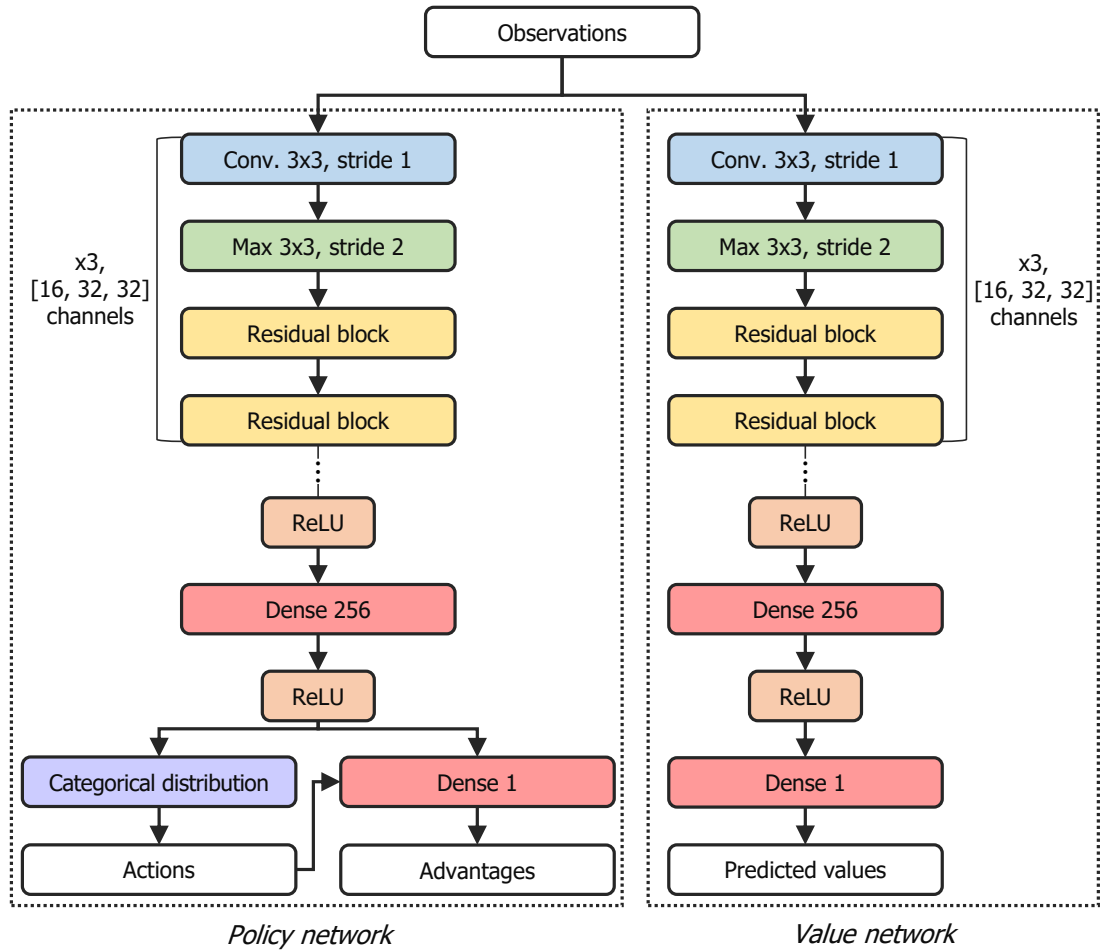 Observations
Conv. 3x3, stride 1
Max 3x3, stride 2
x3,
[16, 32, 32]
channels
Residual block
Residual block
ReLU
Dense 256
ReLU
Categorical distribution
Dense 1
Actions
Advantages
Policy network
Conv. 3x3, stride 1
Max 3x3, stride 2
x3,
[16, 32, 32]
channels
Residual block
Residual block
ReLU
Dense 256
ReLU
Dense 1
Predicted values
Value network